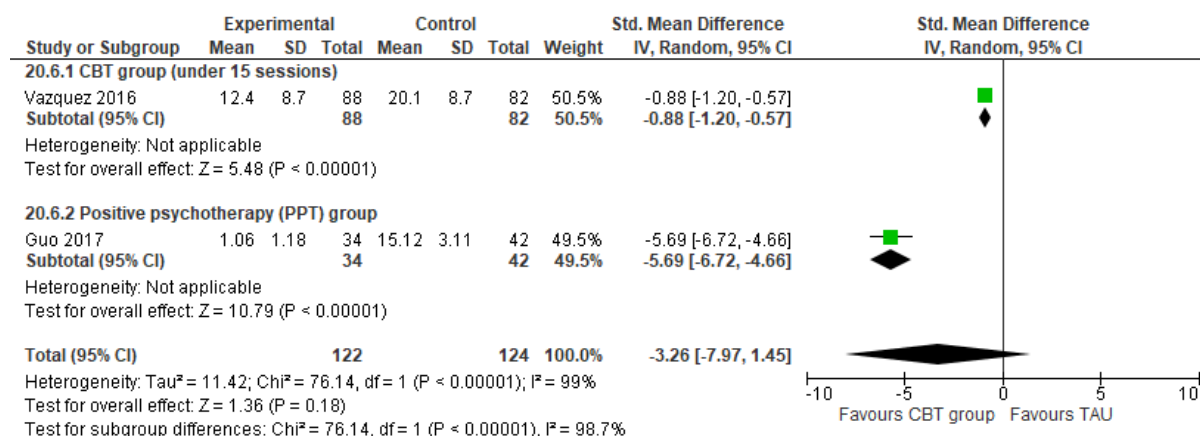 Experimental Control Std. Mean Difference Std. Mean Difference
Study or Subgroup Mean SD Total Mean SD Total Weight IV, Random, 95% CI IV, Random, 95% CI
20.6.1 CBT group (under 15 sessions)
Vazquez 2016 12.4 8.7 88 20.1 8.7 82 50.5% -0.88 [-1.20, -0.57]
Subtotal (95% CI) 88 82 50.5% -0.88 [-1.20, -0.57]
Heterogeneity: Not applicable
Test for overall effect: Z = 5.48 (P < 0.00001)
20.6.2 Positive psychotherapy (PPT) group
Guo 2017 1.06 1.18 34 15.12 3.11 42 49.5% -5.69 [-6.72, -4.66]
Subtotal (95% CI) 34 42 49.5% -5.69 [-6.72, -4.66]
Heterogeneity: Not applicable
Test for overall effect: Z = 10.79 (P < 0.00001)
Total (95% CI) 122 124 100.0% -3.26 [-7.97, 1.45]
Heterogeneity: Tau² = 11.42; Chi² = 76.14, df = 1 (P < 0.00001); I² = 99%
Test for overall effect: Z = 1.36 (P = 0.18)
Test for subgroup differences: Chi² = 76.14, df = 1 (P < 0.00001), I² = 98.7%
-10 -5 0 5 10
Favours CBT group Favours TAU